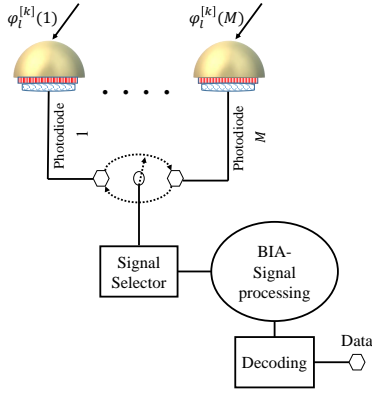 φ_l^[k](1)
φ_l^[k](M)
Photodiode
1
Photodiode
M
Signal
Selector
BIA-
Signal
processing
Data
Decoding